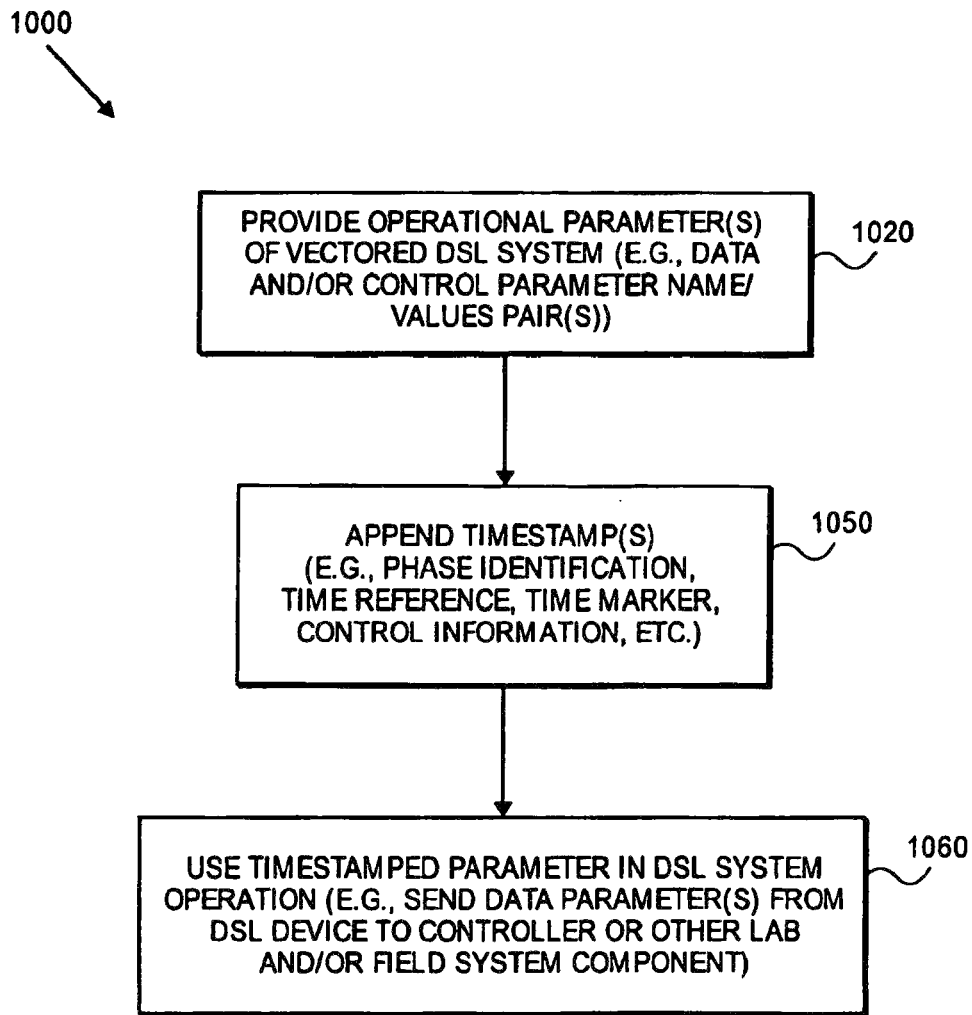 1000
PROVIDE OPERATIONAL PARAMETER(S)
OF VECTORED DSL SYSTEM (E.G., DATA
AND/OR CONTROL PARAMETER NAME/
VALUES PAIR(S))
1020
APPEND TIMESTAMP(S)
(E.G., PHASE IDENTIFICATION,
TIME REFERENCE, TIME MARKER,
CONTROL INFORMATION, ETC.)
1050
USE TIMESTAMPED PARAMETER IN DSL SYSTEM
OPERATION (E.G., SEND DATA PARAMETER(S) FROM
DSL DEVICE TO CONTROLLER OR OTHER LAB
AND/OR FIELD SYSTEM COMPONENT)
1060